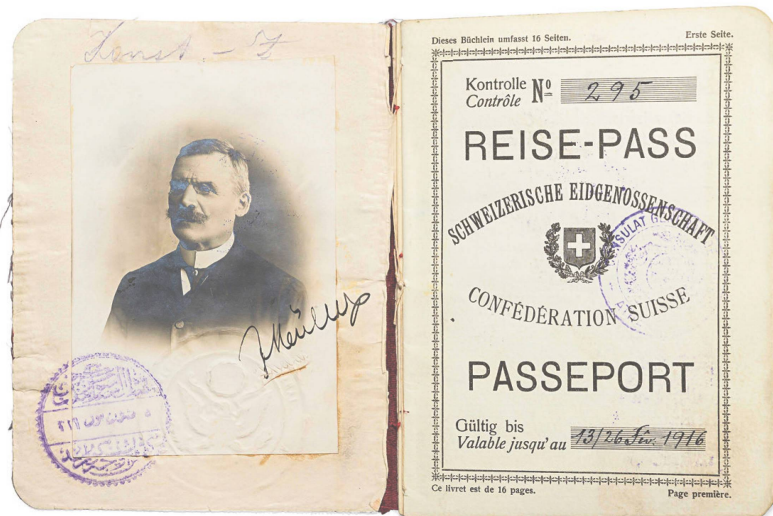 Dieses Büchlein umfasst 16 Seiten. Erste Seite.
Kontrolle
Contrôle Nº 295
REISE-PASS
SCHWEIZERISCHE EIDGENOSSENSCHAFT
CONFÉDÉRATION SUISSE
PASSEPORT
Gültig bis
Valable jusqu'au 13/26 1916
Ce livret est de 16 pages. Page première.